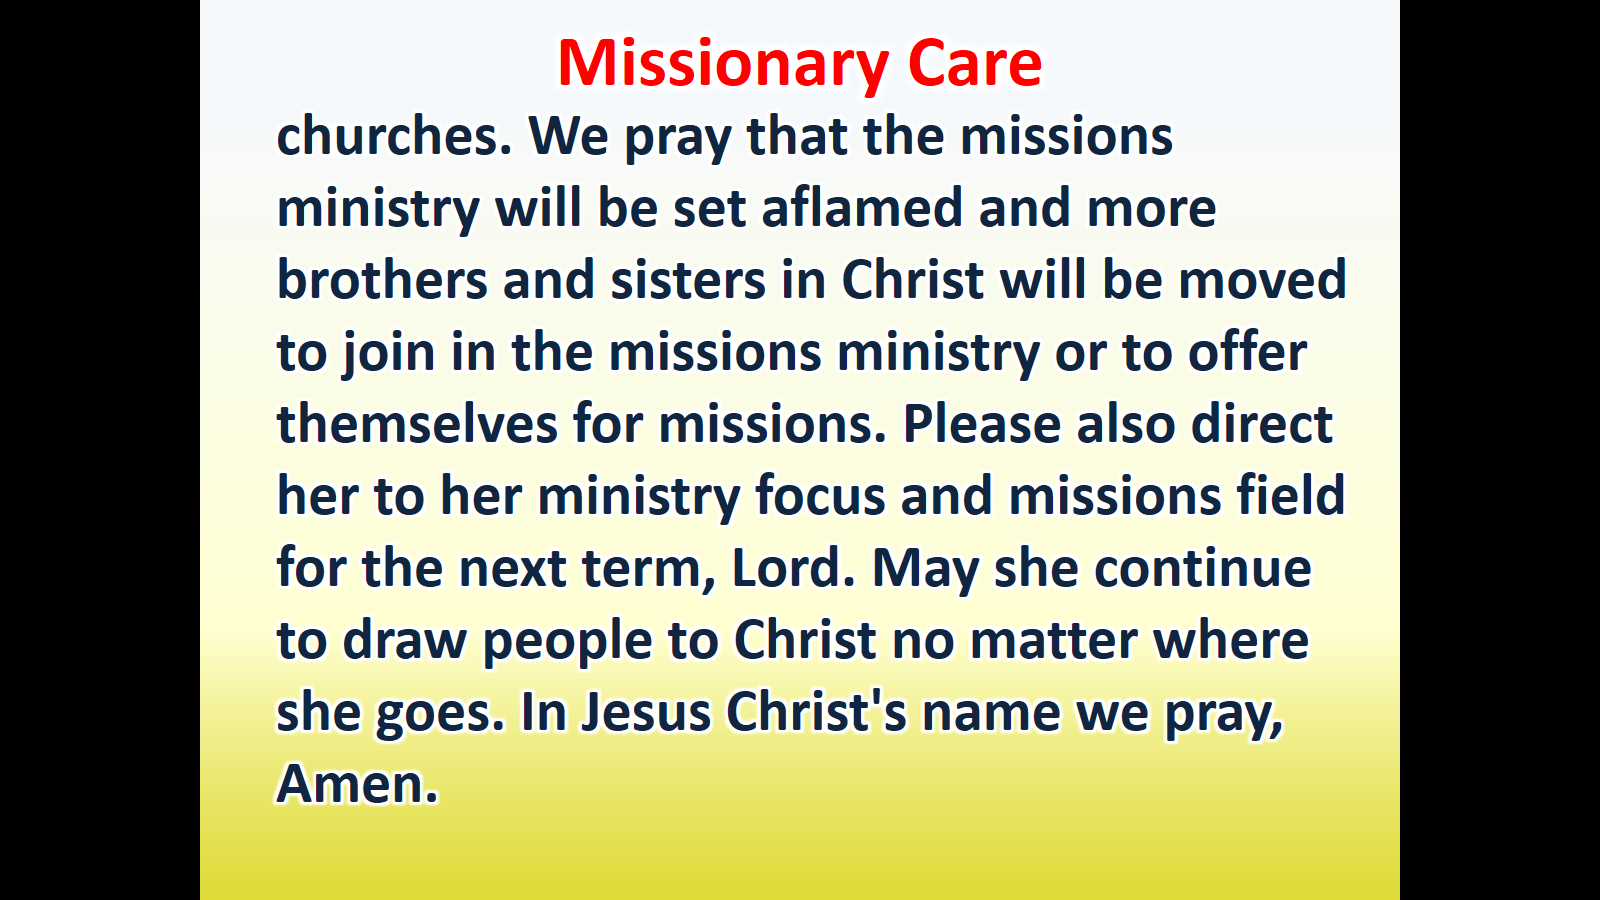 Missionary Care
churches. We pray that the missions
ministry will be set aflamed and more
brothers and sisters in Christ will be moved
to join in the missions ministry or to offer
themselves for missions. Please also direct
her to her ministry focus and missions field
for the next term, Lord. May she continue
to draw people to Christ no matter where
she goes. In Jesus Christ's name we pray,
Amen.